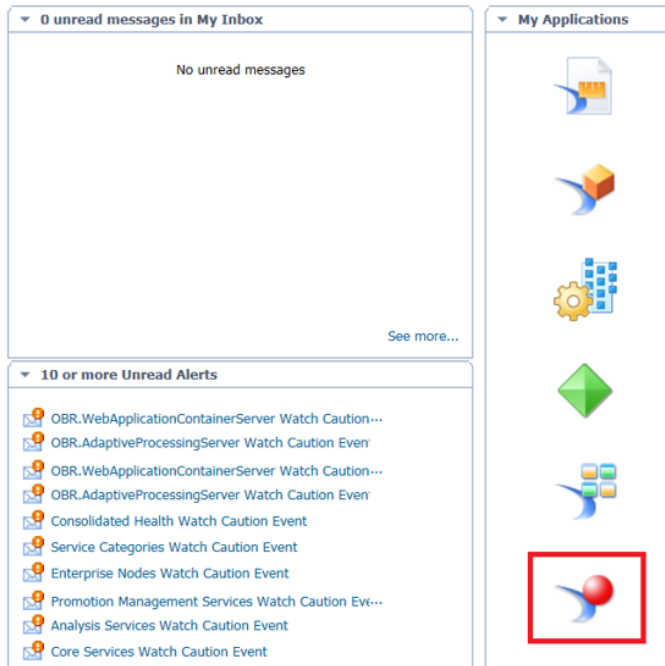 0 unread messages in My Inbox
No unread messages
See more...
10 or more Unread Alerts
OBR.WebApplicationContainerServer Watch Caution...
OBR.AdaptiveProcessingServer Watch Caution Event
OBR.WebApplicationContainerServer Watch Caution...
OBR.AdaptiveProcessingServer Watch Caution Event
Consolidated Health Watch Caution Event
Service Categories Watch Caution Event
Enterprise Nodes Watch Caution Event
Promotion Management Services Watch Caution Eve...
Analysis Services Watch Caution Event
Core Services Watch Caution Event
My Applications